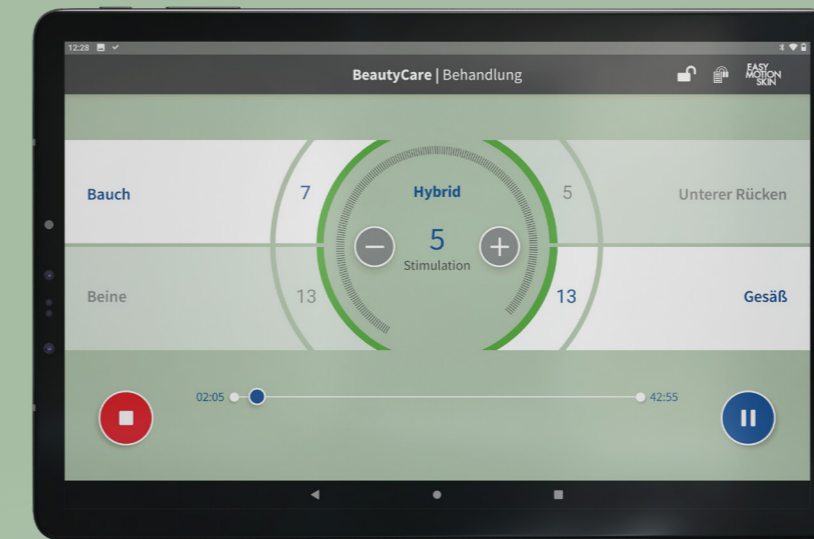 12:28
BeautyCare | Behandlung
EASY
MOTION
SKIN
Bauch
7
Hybrid
5
Unterer Rücken
5
Stimulation
Beine
13
13
Gesäß
02:05
42:55